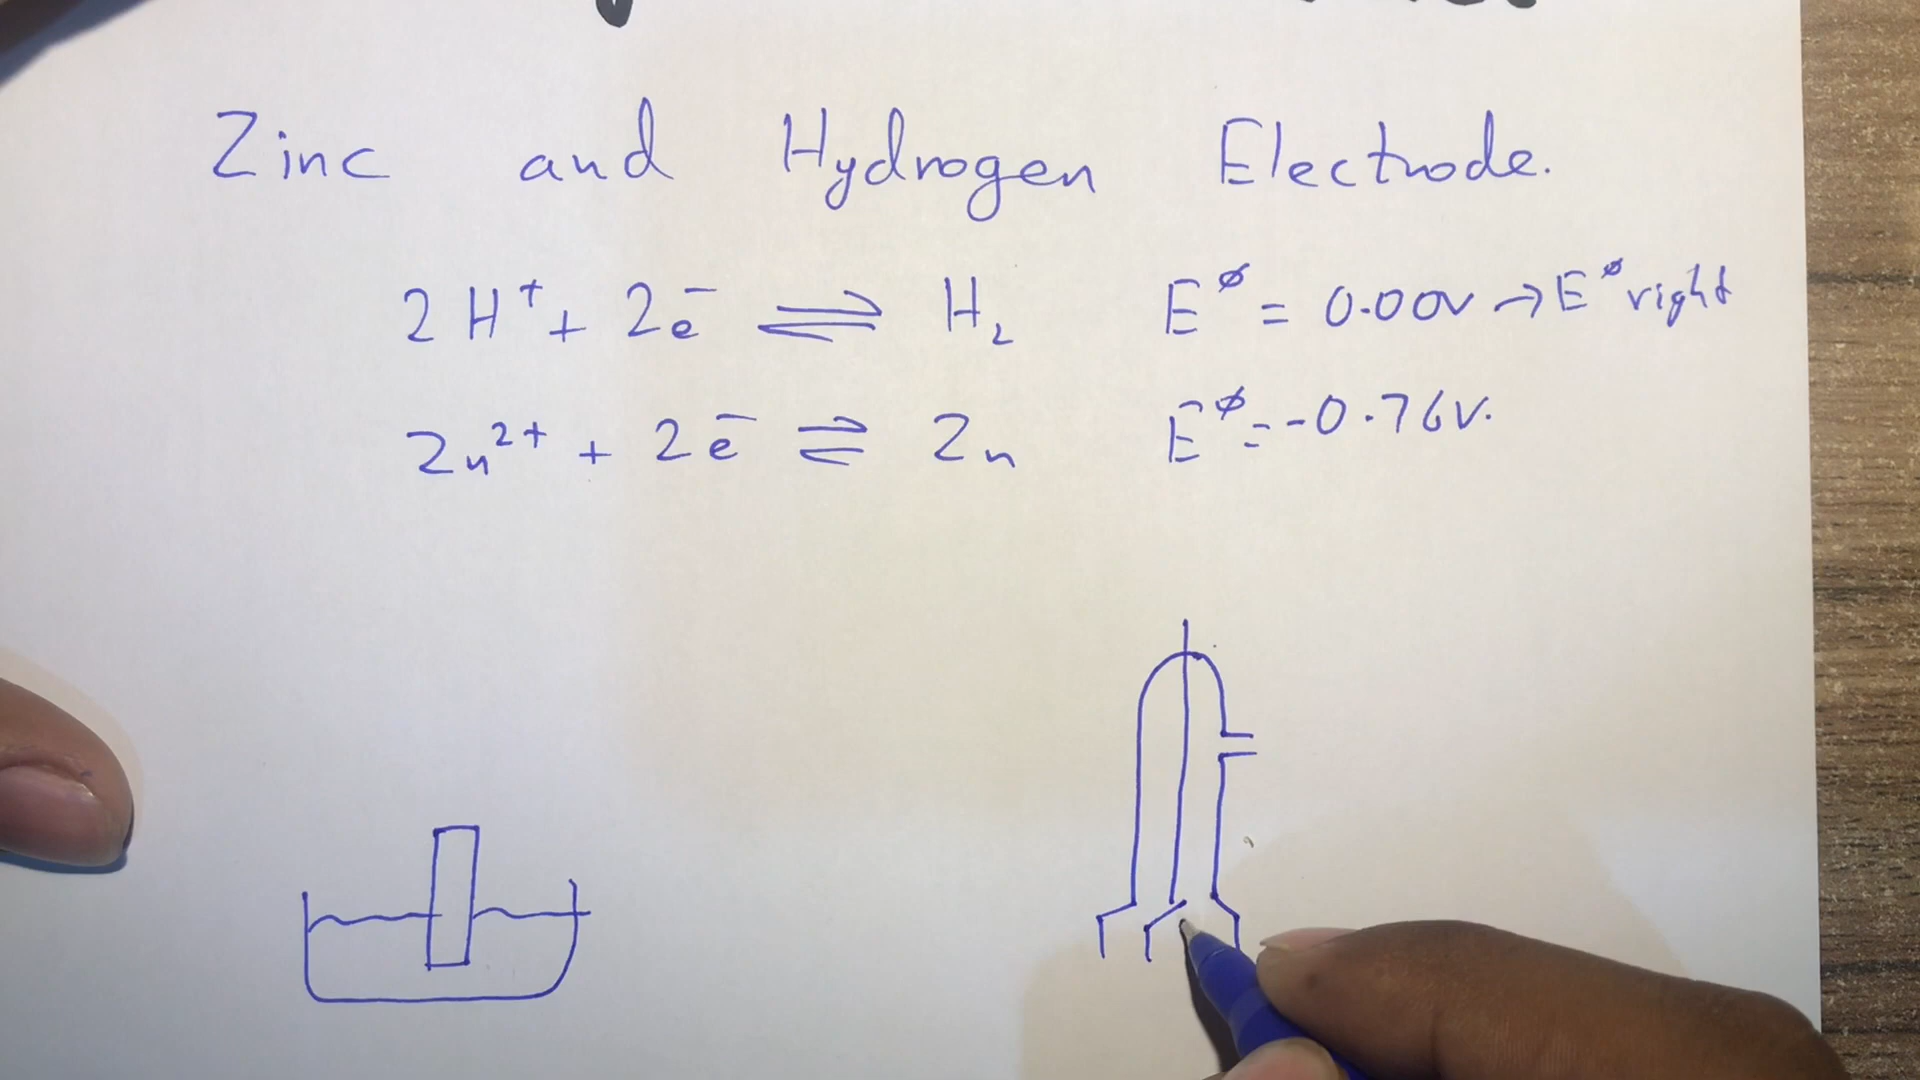 Zinc and Hydrogen Electrode.
2H⁺ + 2e⁻ ⇌ H₂ E^ø = 0.00V → E^ø right
Zn²⁺ + 2e⁻ ⇌ Zn E^ø = -0.76V.